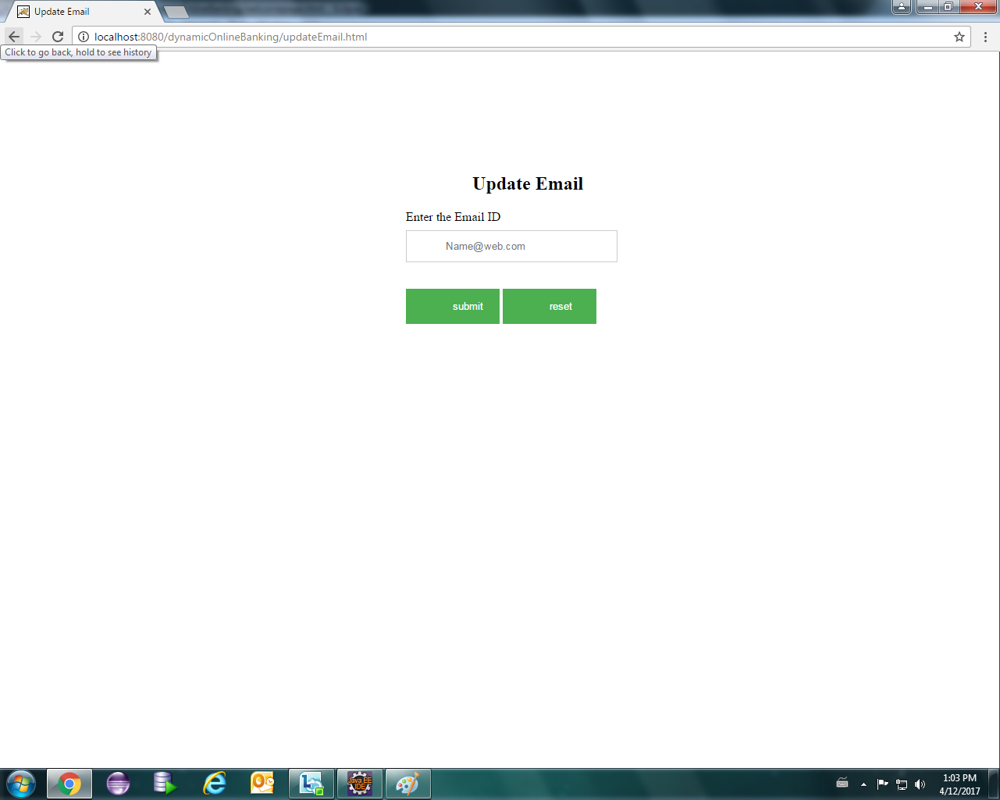 Update Email
localhost:8080/dynamicOnlineBanking/updateEmail.html
Click to go back, hold to see history
Update Email
Enter the Email ID
Name@web.com
submit reset
Java EE
IDE
1:03 PM
4/12/2017